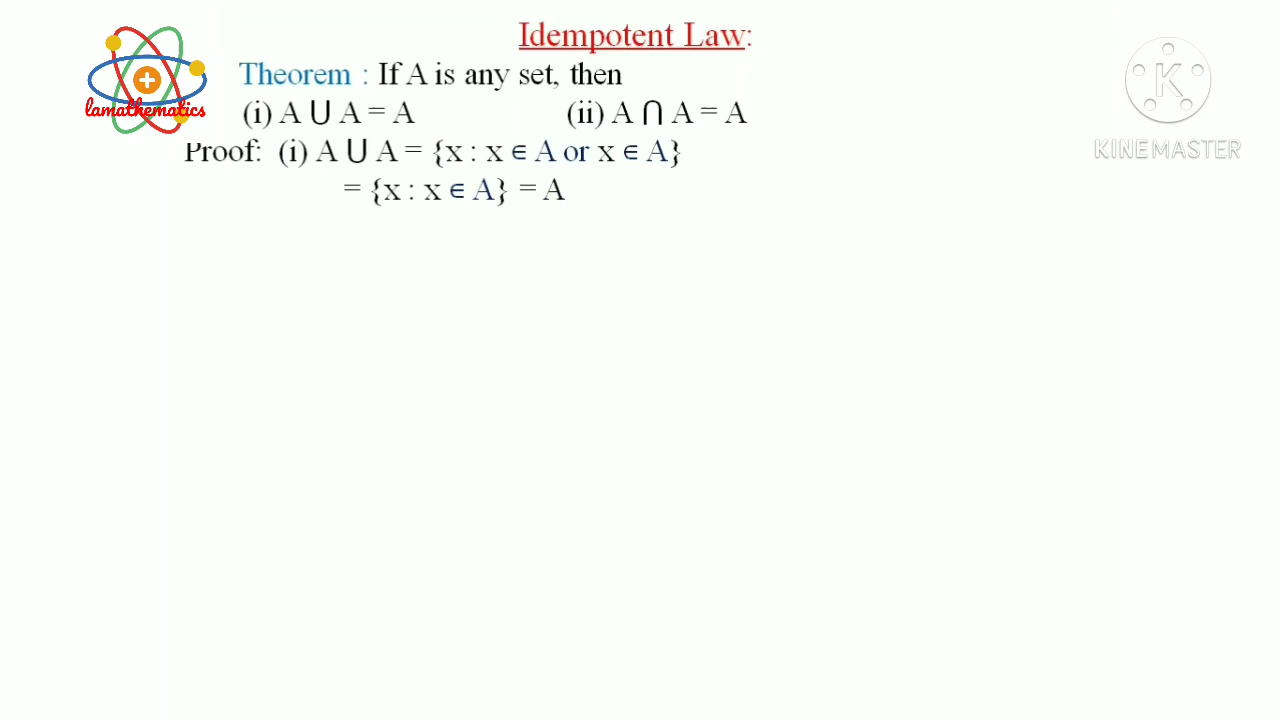 Idempotent Law:
Theorem : If A is any set, then
(i) A ∪ A = A (ii) A ∩ A = A
Proof: (i) A ∪ A = {x : x ∈ A or x ∈ A}
= {x : x ∈ A} = A
lamathematics
K
KINEMASTER